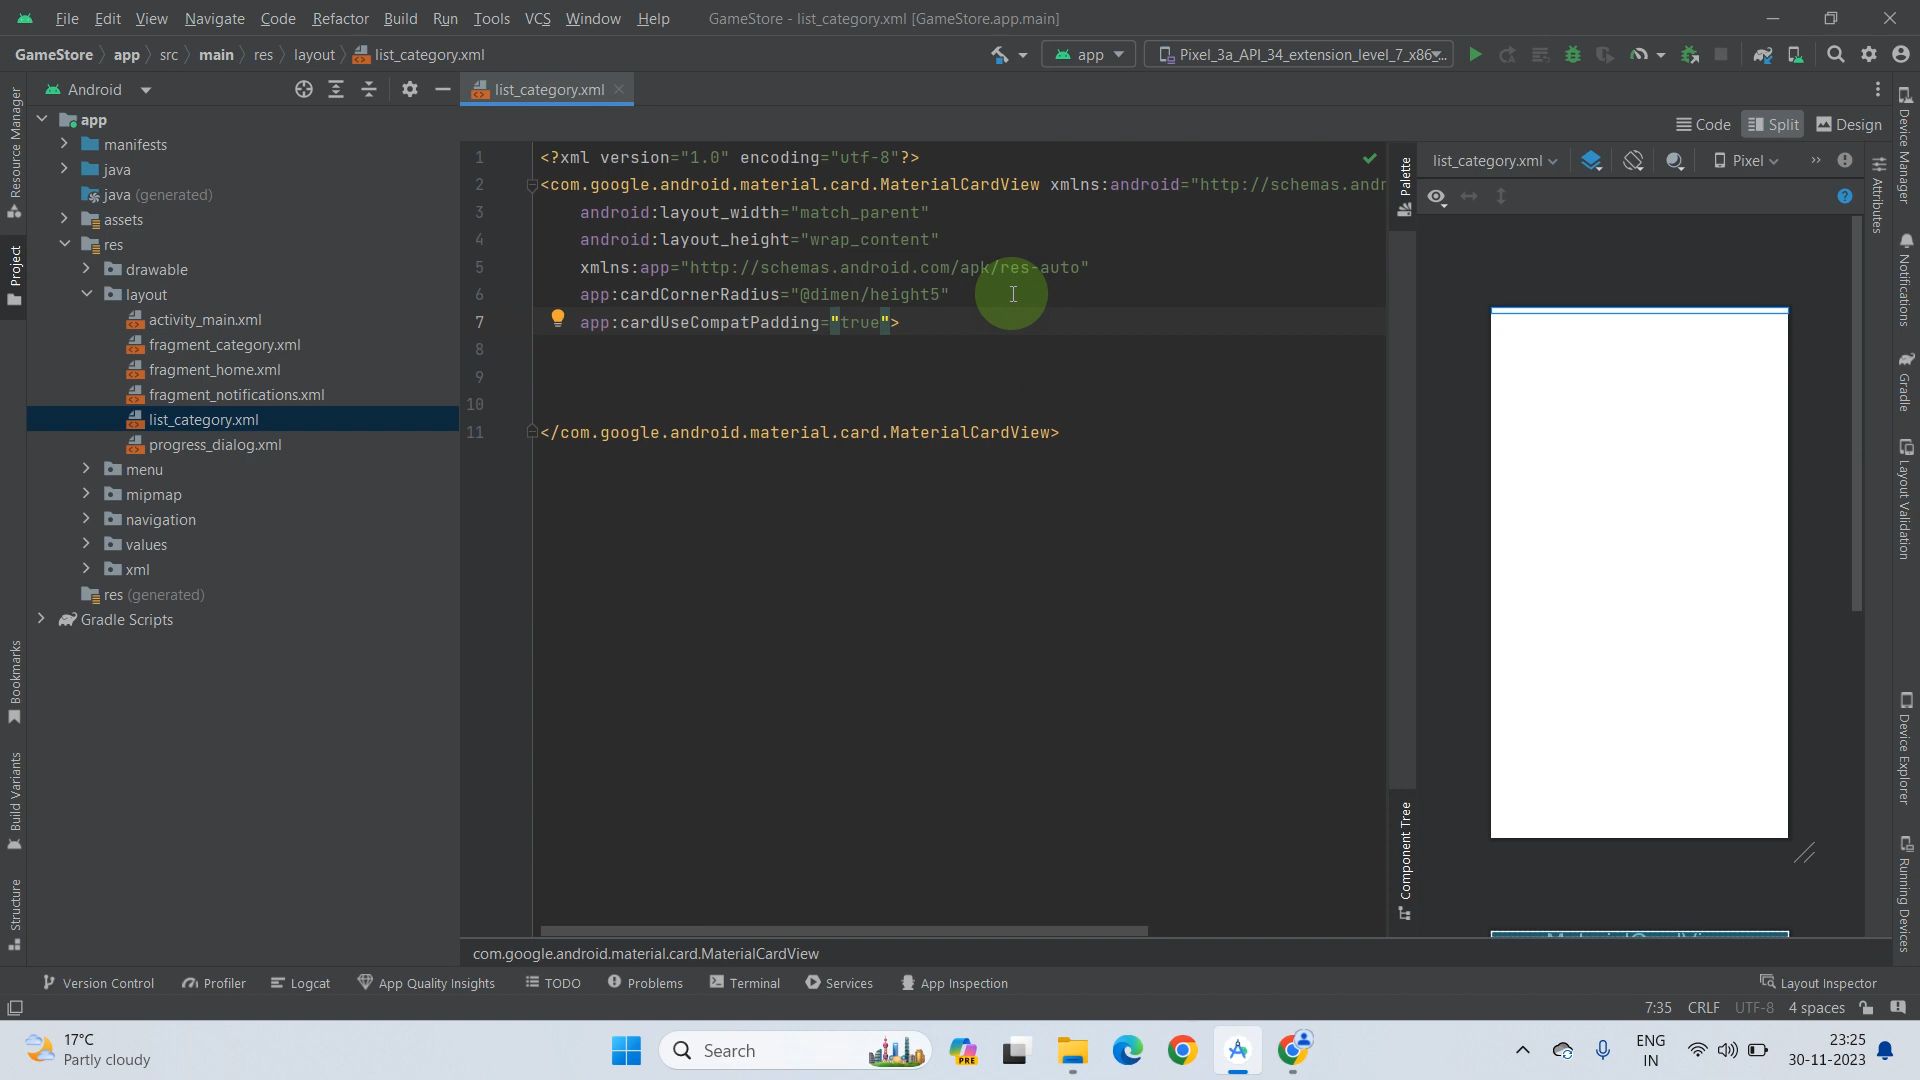 File Edit View Navigate Code Refactor Build Run Tools VCS Window Help GameStore - list_category.xml [GameStore.app.main]
GameStore app src main res layout list_category.xml app Pixel_3a_API_34_extension_level_7_x86...
Android list_category.xml
Code Split Design
app
manifests
java
java (generated)
assets
res
drawable
layout
activity_main.xml
fragment_category.xml
fragment_home.xml
fragment_notifications.xml
list_category.xml
progress_dialog.xml
menu
mipmap
navigation
values
xml
res (generated)
Gradle Scripts
Resource Manager
Project
Bookmarks
Build Variants
Structure
1 <?xml version="1.0" encoding="utf-8"?>
2 <com.google.android.material.card.MaterialCardView xmlns:android="http://schemas.andr
3 android:layout_width="match_parent"
4 android:layout_height="wrap_content"
5 xmlns:app="http://schemas.android.com/apk/res-auto"
6 app:cardCornerRadius="@dimen/height5"
7 app:cardUseCompatPadding="true">
8
9
10
11 </com.google.android.material.card.MaterialCardView>
Palette
Component Tree
list_category.xml Pixel
Attributes
Device Manager
Notifications
Gradle
Layout Validation
Device Explorer
Running Devices
com.google.android.material.card.MaterialCardView
Version Control Profiler Logcat App Quality Insights TODO Problems Terminal Services App Inspection Layout Inspector
7:35 CRLF UTF-8 4 spaces
17°C
Partly cloudy
Search
PRE
ENG
IN
23:25
30-11-2023